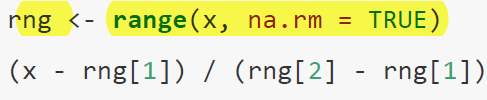 rng <- range(x, na.rm = TRUE)
(x - rng[1]) / (rng[2] - rng[1])